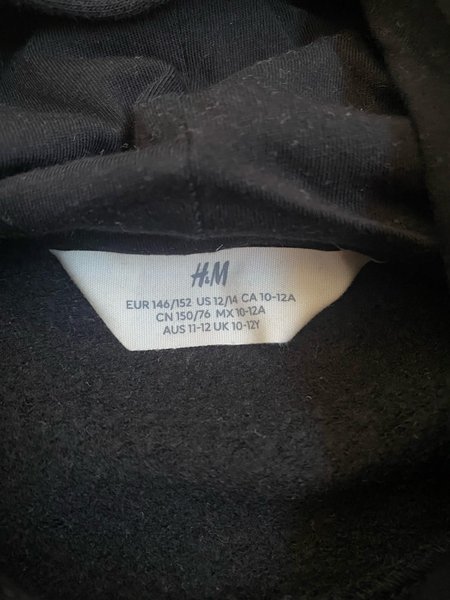 H&M
EUR 146/152 US 12/14 CA 10-12A
CN 150/76 MX 10-12A
AUS 11-12 UK 10-12Y